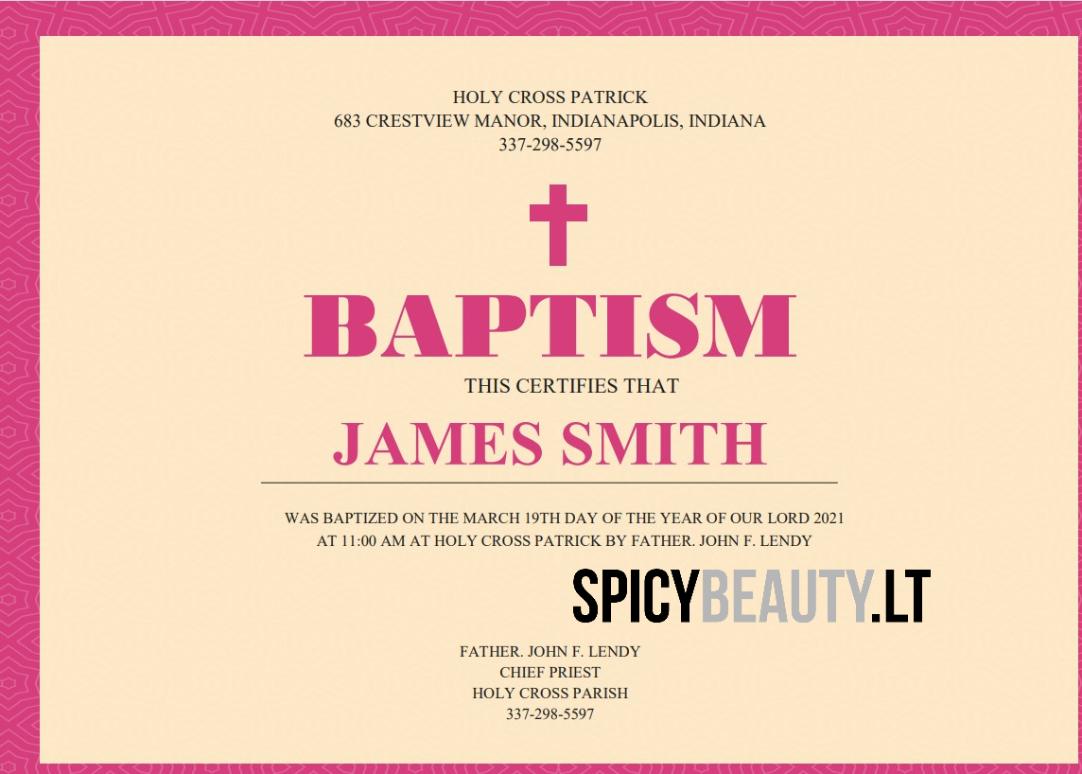 HOLY CROSS PATRICK
683 CRESTVIEW MANOR, INDIANAPOLIS, INDIANA
337-298-5597
BAPTISM
THIS CERTIFIES THAT
JAMES SMITH
WAS BAPTIZED ON THE MARCH 19TH DAY OF THE YEAR OF OUR LORD 2021
AT 11:00 AM AT HOLY CROSS PATRICK BY FATHER. JOHN F. LENDY
SPICYBEAUTY.LT
FATHER. JOHN F. LENDY
CHIEF PRIEST
HOLY CROSS PARISH
337-298-5597